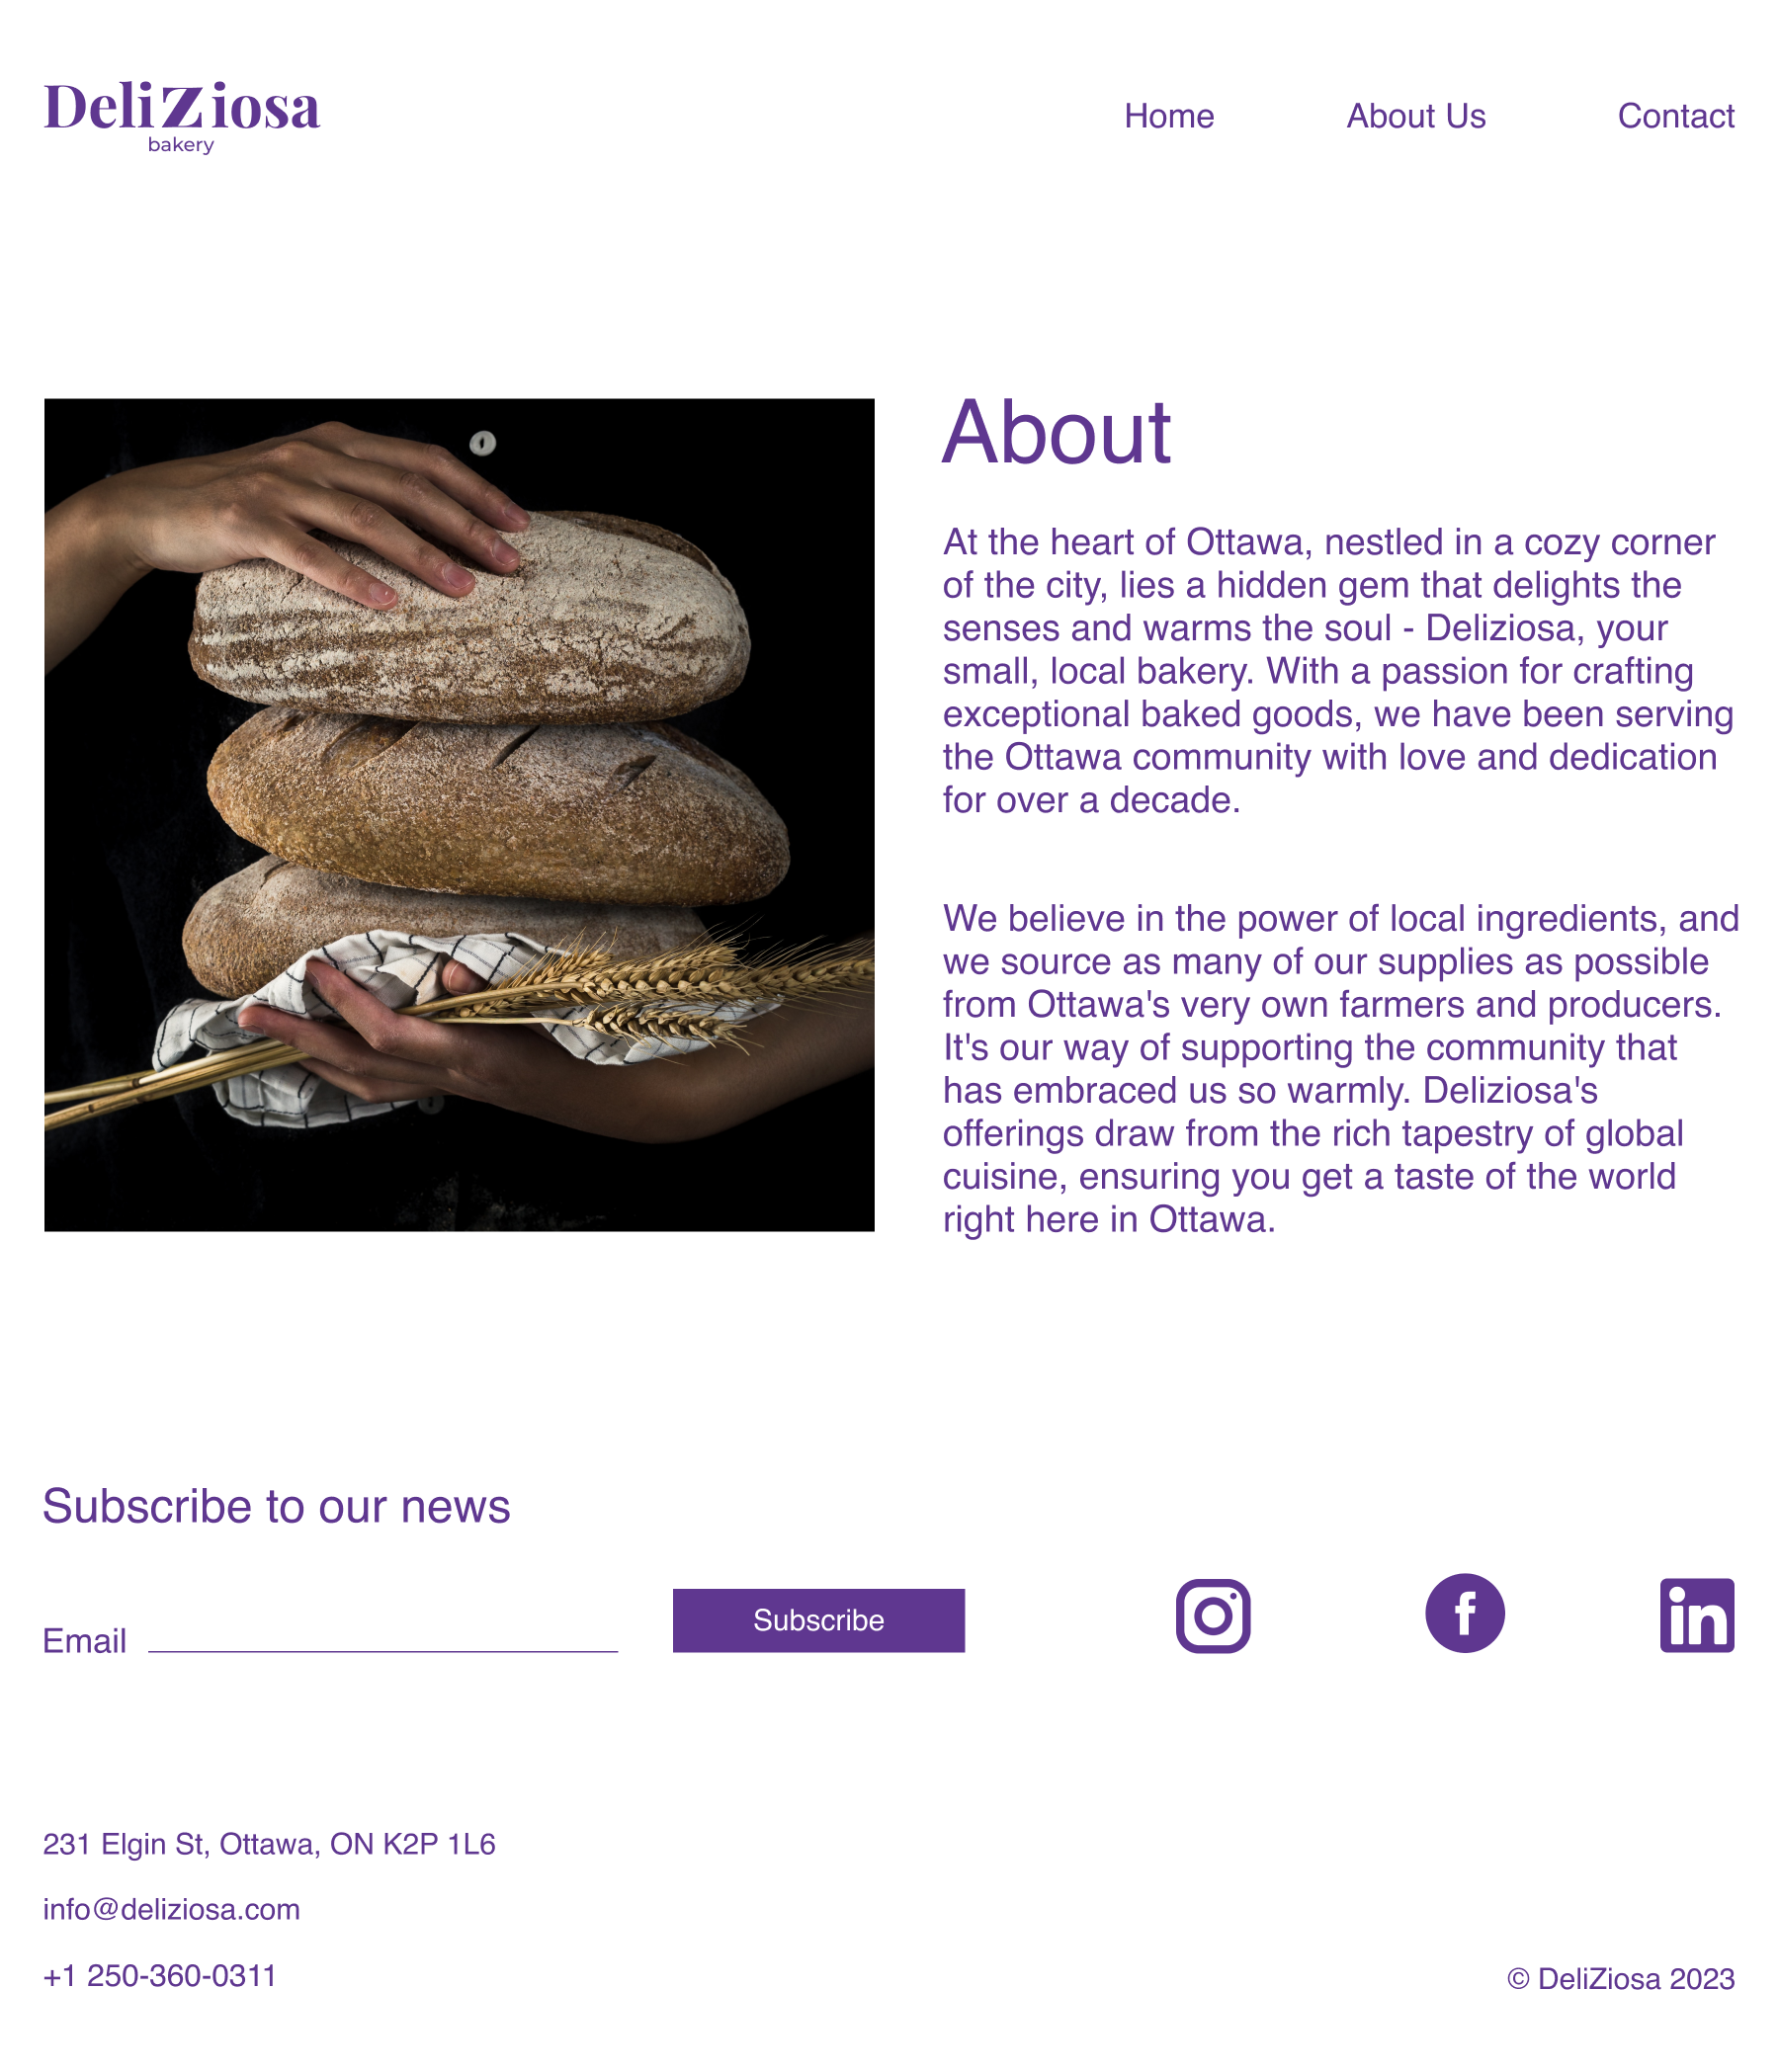 DeliZiosa
bakery
Home About Us Contact
About
At the heart of Ottawa, nestled in a cozy corner
of the city, lies a hidden gem that delights the
senses and warms the soul - Deliziosa, your
small, local bakery. With a passion for crafting
exceptional baked goods, we have been serving
the Ottawa community with love and dedication
for over a decade.
We believe in the power of local ingredients, and
we source as many of our supplies as possible
from Ottawa's very own farmers and producers.
It's our way of supporting the community that
has embraced us so warmly. Deliziosa's
offerings draw from the rich tapestry of global
cuisine, ensuring you get a taste of the world
right here in Ottawa.
Subscribe to our news
Email
Subscribe
231 Elgin St, Ottawa, ON K2P 1L6
info@deliziosa.com
+1 250-360-0311
© DeliZiosa 2023